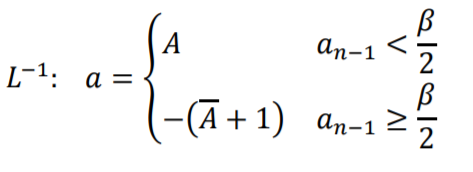 L⁻¹: a = { A    aₙ₋₁ < β/2
−(A̅ + 1)    aₙ₋₁ ≥ β/2